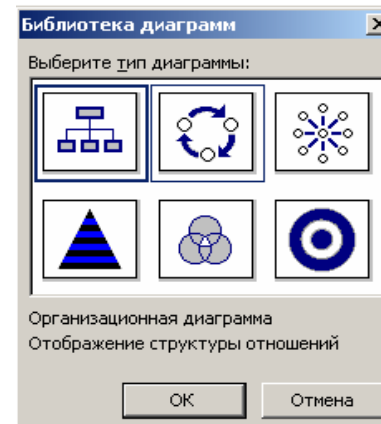 Библиотека диаграмм
Выберите тип диаграммы:
Организационная диаграмма
Отображение структуры отношений
ОК
Отмена